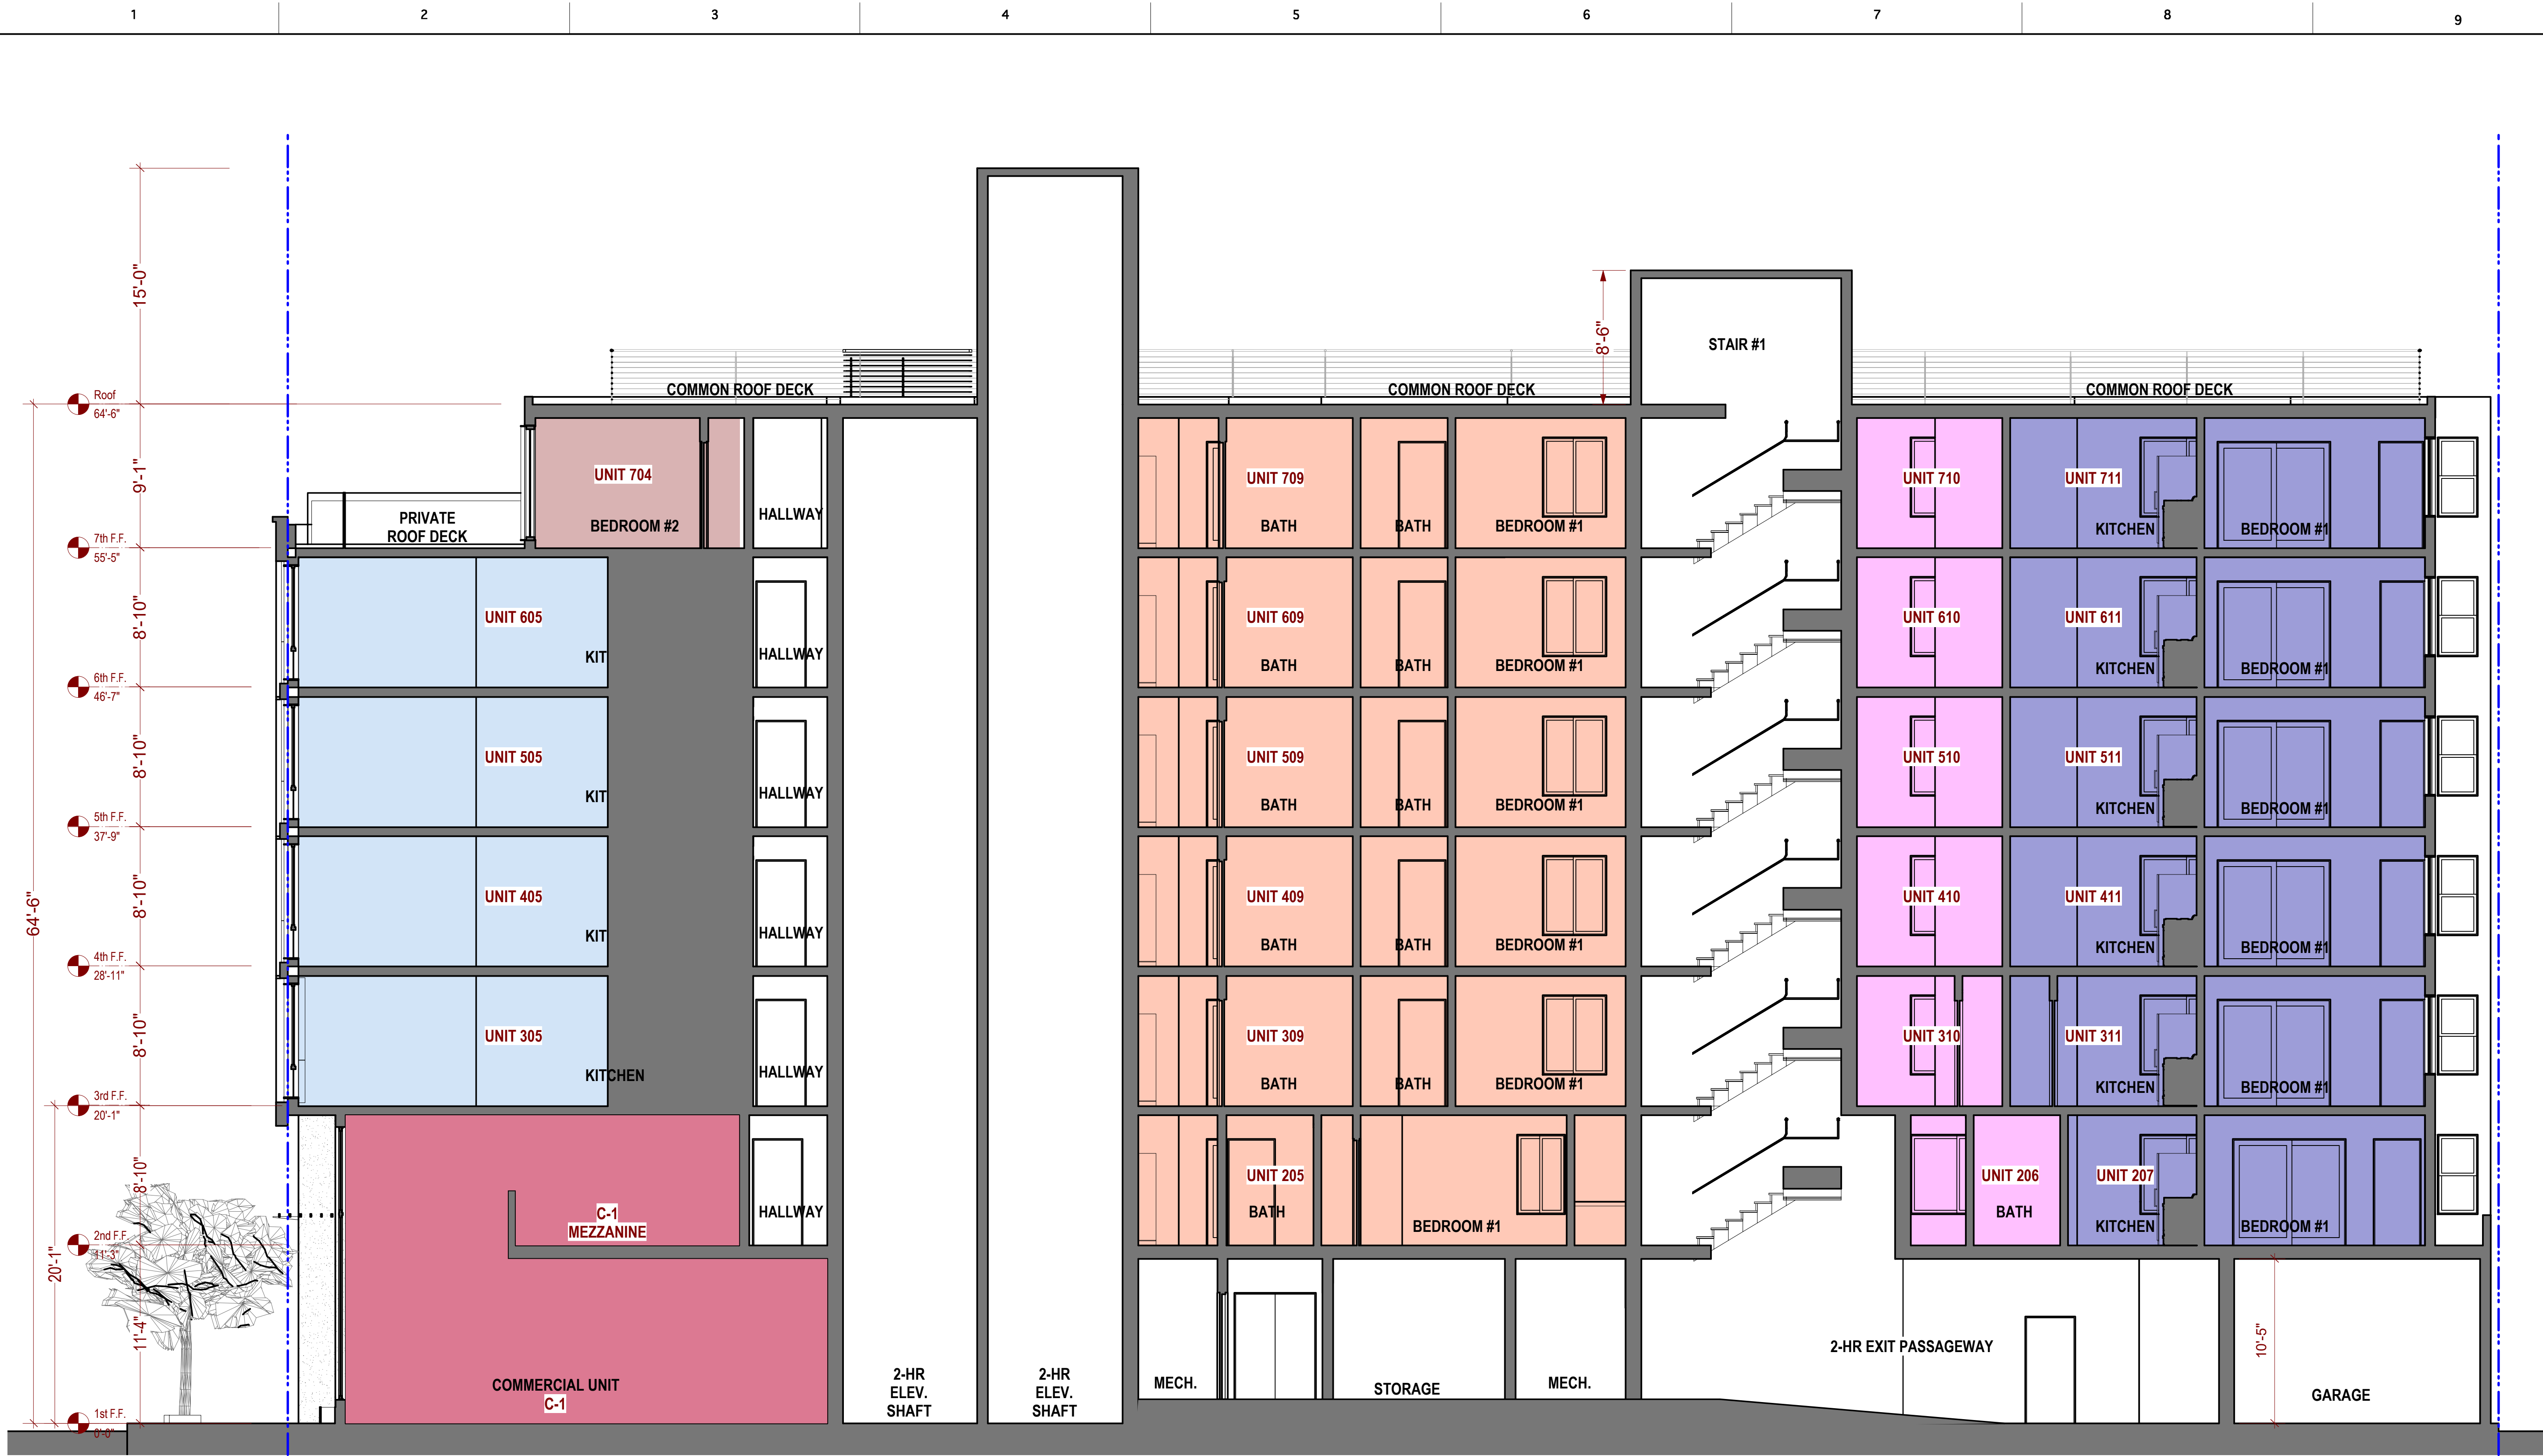 1 2 3 4 5 6 7 8 9
15'-0"
8'-6"
STAIR #1
COMMON ROOF DECK COMMON ROOF DECK COMMON ROOF DECK
Roof
64'-6"
9'-1"
UNIT 704 UNIT 709 UNIT 710 UNIT 711
PRIVATE
ROOF DECK
BEDROOM #2 HALLWAY BATH BATH BEDROOM #1 KITCHEN BEDROOM #1
7th F.F.
55'-5"
8'-10"
UNIT 605 UNIT 609 UNIT 610 UNIT 611
KIT HALLWAY BATH BATH BEDROOM #1 KITCHEN BEDROOM #1
6th F.F.
46'-7"
8'-10"
UNIT 505 UNIT 509 UNIT 510 UNIT 511
KIT HALLWAY BATH BATH BEDROOM #1 KITCHEN BEDROOM #1
5th F.F.
37'-9"
8'-10"
64'-6"
UNIT 405 UNIT 409 UNIT 410 UNIT 411
KIT HALLWAY BATH BATH BEDROOM #1 KITCHEN BEDROOM #1
4th F.F.
28'-11"
8'-10"
UNIT 305 UNIT 309 UNIT 310 UNIT 311
KITCHEN HALLWAY BATH BATH BEDROOM #1 KITCHEN BEDROOM #1
3rd F.F.
20'-1"
8'-10"
UNIT 205 UNIT 206 UNIT 207
C-1
MEZZANINE
HALLWAY BATH BEDROOM #1 BATH KITCHEN BEDROOM #1
2nd F.F.
11'-3"
20'-1"
11'-4"
10'-5"
2-HR EXIT PASSAGEWAY
COMMERCIAL UNIT
C-1
2-HR
ELEV.
SHAFT
2-HR
ELEV.
SHAFT
MECH. STORAGE MECH. GARAGE
1st F.F.
0'-0"